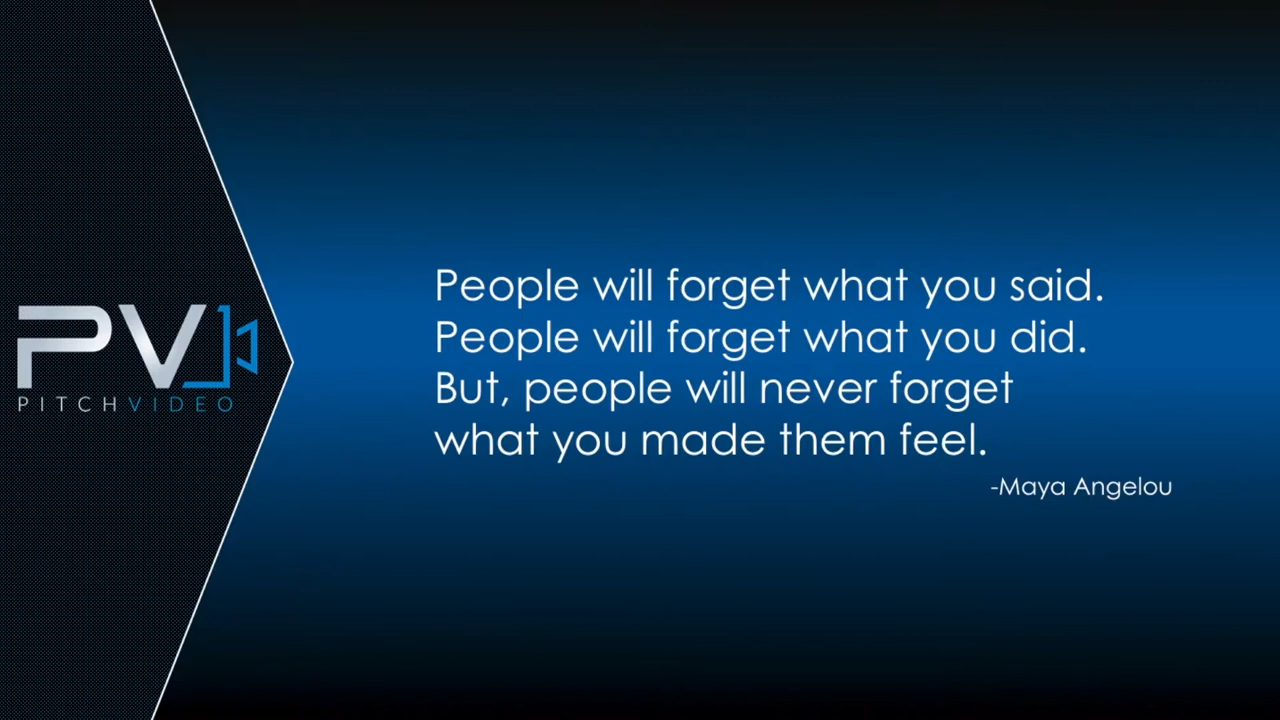 PV
PITCHVIDEO
People will forget what you said.
People will forget what you did.
But, people will never forget
what you made them feel.
-Maya Angelou